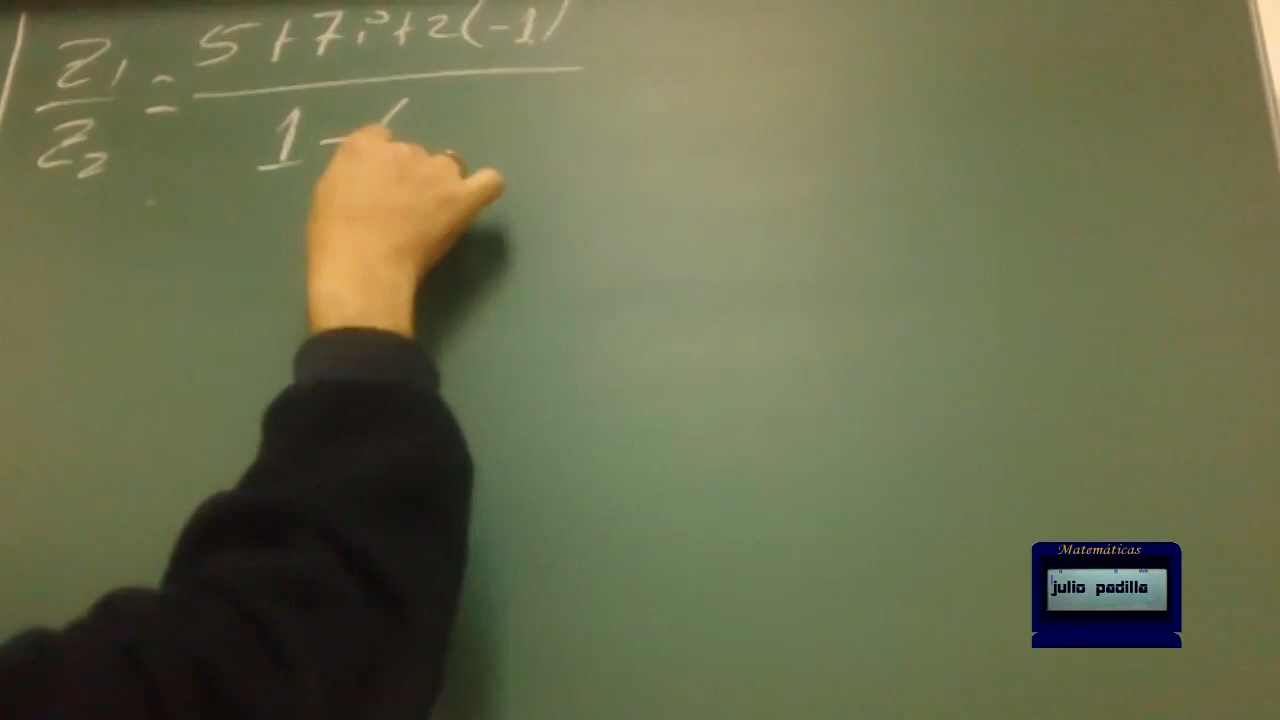 Z1/Z2 = 5+7i+2(-1)
1-
Matemáticas
julio padilla